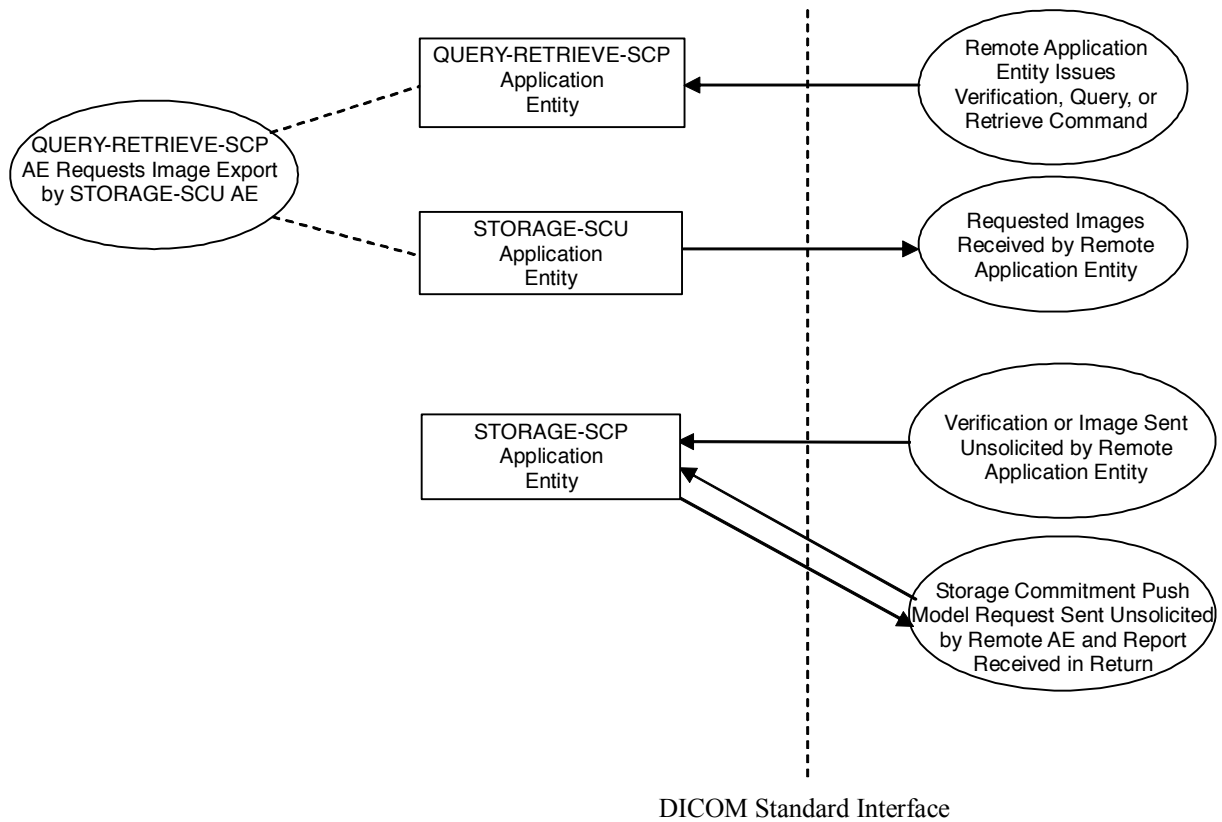 QUERY-RETRIEVE-SCP
Application
Entity
Remote Application
Entity Issues
Verification, Query, or
Retrieve Command
QUERY-RETRIEVE-SCP
AE Requests Image Export
by STORAGE-SCU AE
STORAGE-SCU
Application
Entity
Requested Images
Received by Remote
Application Entity
STORAGE-SCP
Application
Entity
Verification or Image Sent
Unsolicited by Remote
Application Entity
Storage Commitment Push
Model Request Sent Unsolicited
by Remote AE and Report
Received in Return
DICOM Standard Interface